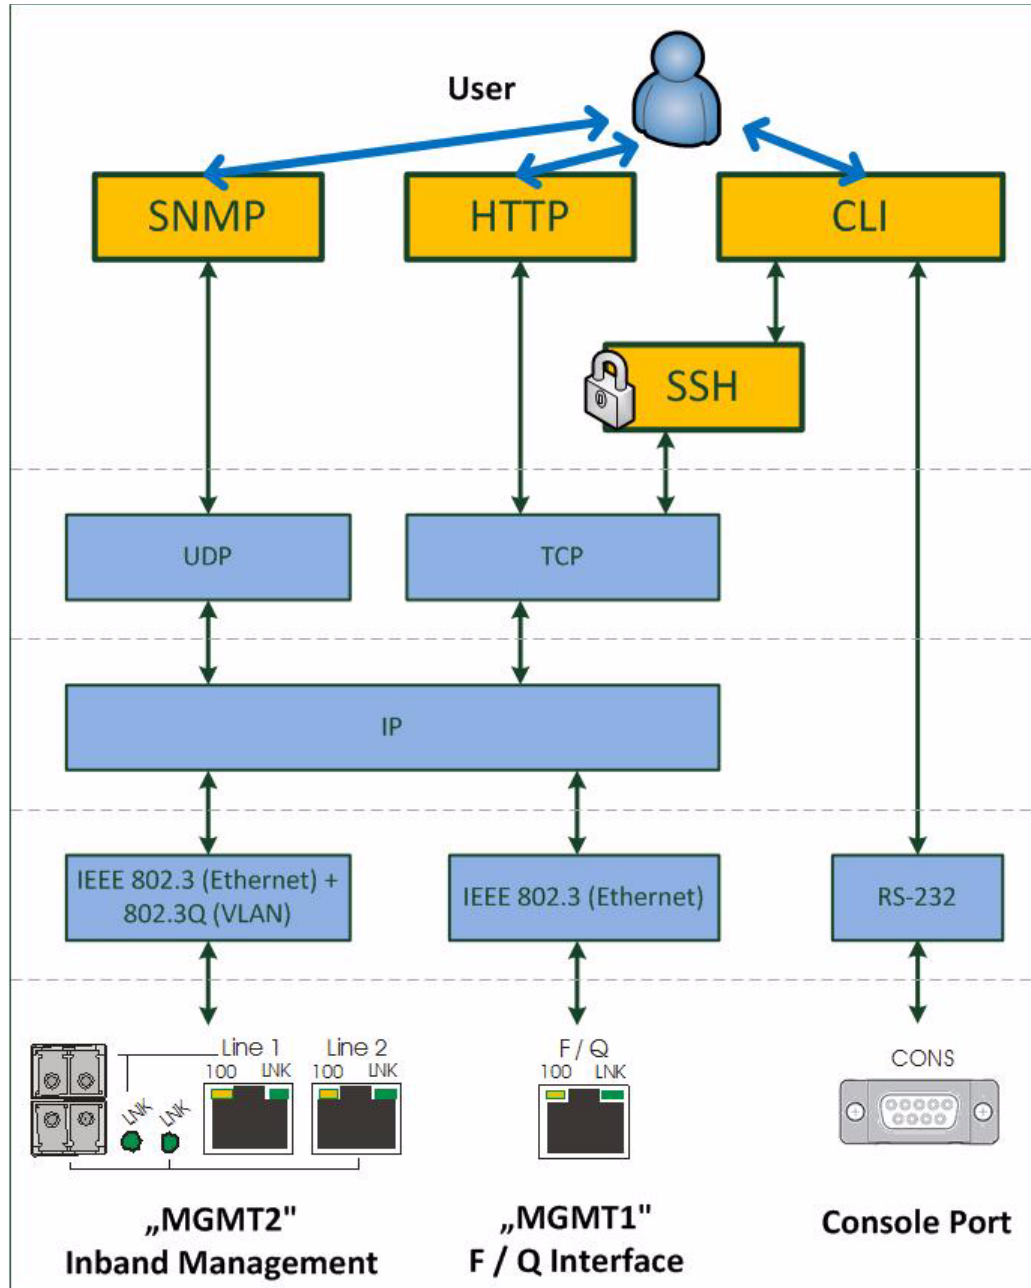 User
SNMP
HTTP
CLI
SSH
UDP
TCP
IP
IEEE 802.3 (Ethernet) +
802.3Q (VLAN)
IEEE 802.3 (Ethernet)
RS-232
Line 1
Line 2
100
LNK
100
LNK
LNK
LNK
F / Q
100
LNK
CONS
„MGMT2"
Inband Management
„MGMT1"
F / Q Interface
Console Port